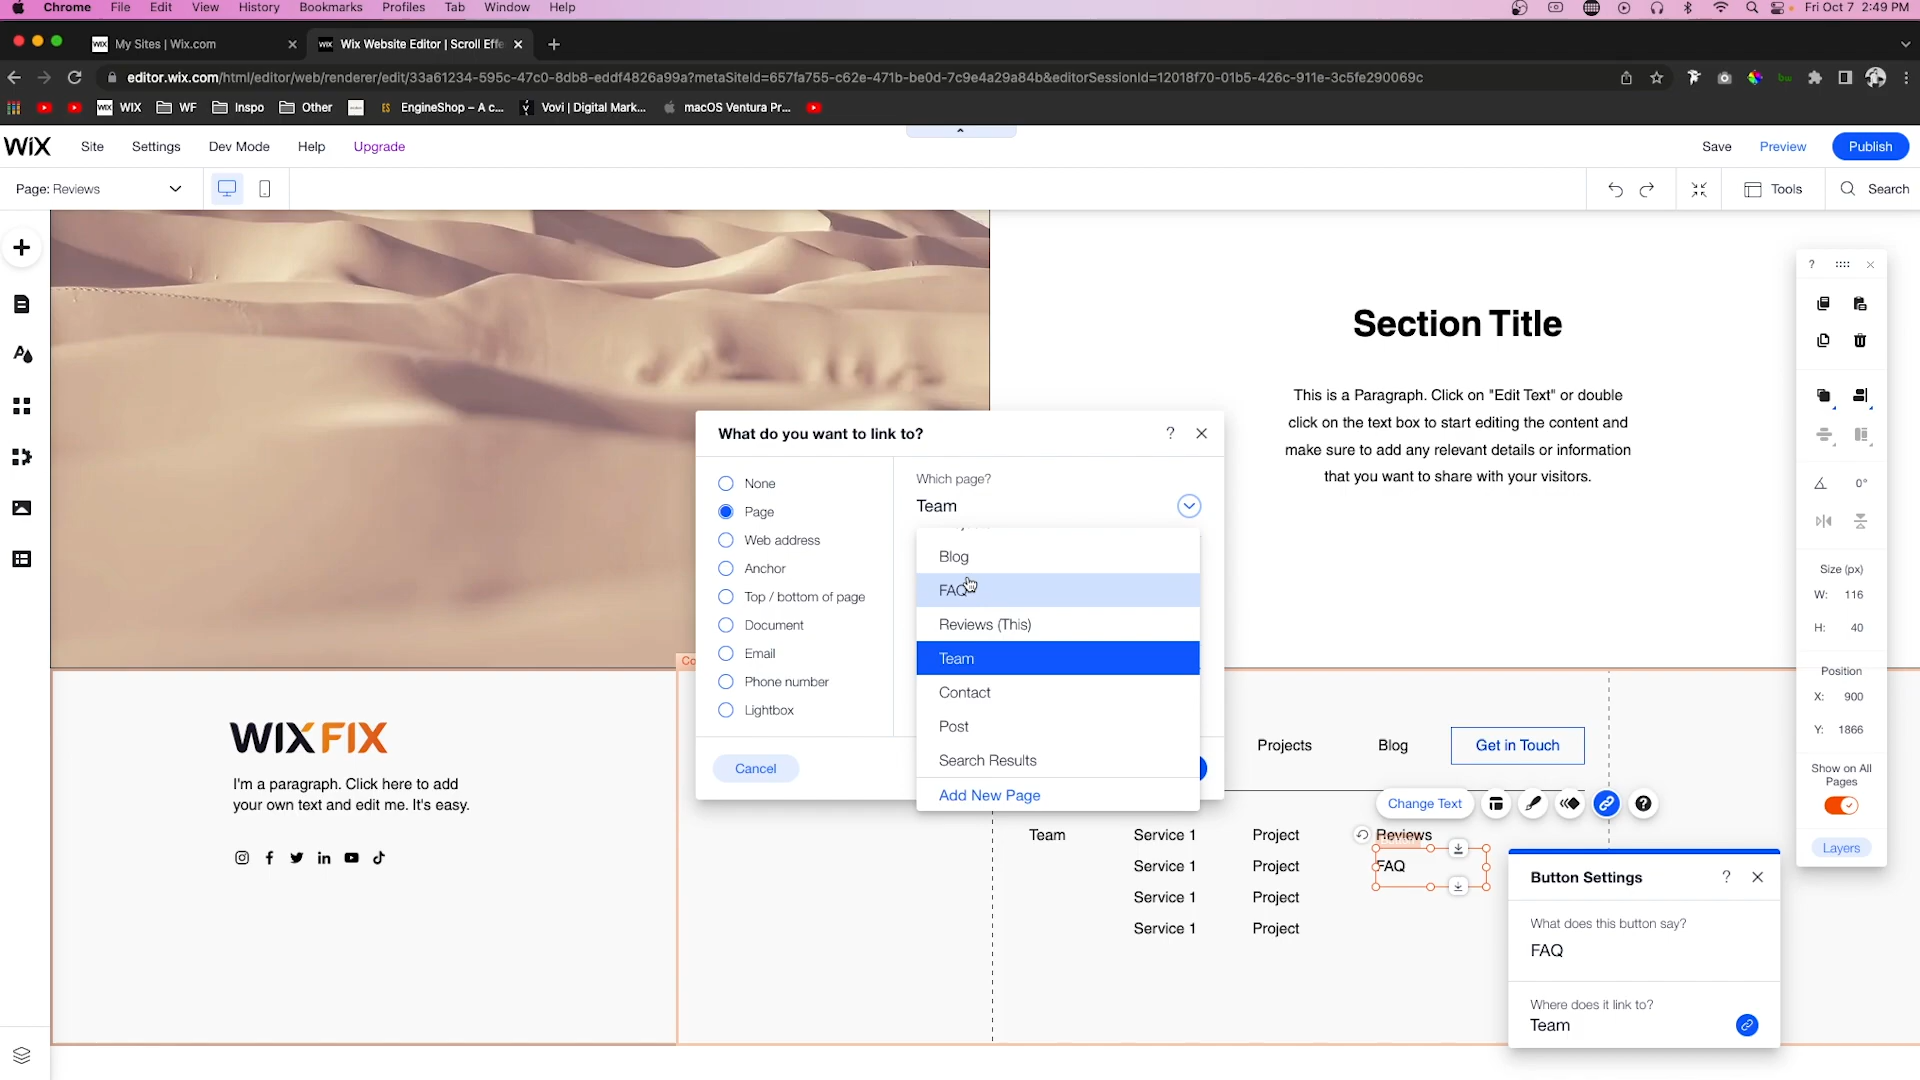 Chrome File Edit View History Bookmarks Profiles Tab Window Help Fri Oct 7 2:49 PM
WIX My Sites | Wix.com
WIX Wix Website Editor | Scroll Effe
editor.wix.com/html/editor/web/renderer/edit/33a61234-595c-47c0-8db8-eddf4826a99a?metaSiteId=657fa755-c62e-471b-be0d-7c9e4a29a84b&editorSessionId=12018f70-01b5-426c-911e-3c5fe290069c
WIX WIX WF Inspo Other ES EngineShop – A c... Vovi | Digital Mark... macOS Ventura Pr...
WiX Site Settings Dev Mode Help Upgrade Save Preview Publish
Page: Reviews Tools Search
Section Title
This is a Paragraph. Click on "Edit Text" or double
click on the text box to start editing the content and
make sure to add any relevant details or information
that you want to share with your visitors.
What do you want to link to? ?
None
Page
Web address
Anchor
Top / bottom of page
Document
Email
Phone number
Lightbox
Cancel
Which page?
Team
Blog
FAQ
Reviews (This)
Team
Contact
Post
Search Results
Add New Page
?
0°
Size (px)
W: 116
H: 40
Position
X: 900
Y: 1866
Show on All
Pages
Layers
WIXFIX
I'm a paragraph. Click here to add
your own text and edit me. It's easy.
Projects Blog Get in Touch
Change Text ?
Team Service 1 Project Reviews
Service 1 Project FAQ
Service 1 Project
Service 1 Project
Button Settings ?
What does this button say?
FAQ
Where does it link to?
Team